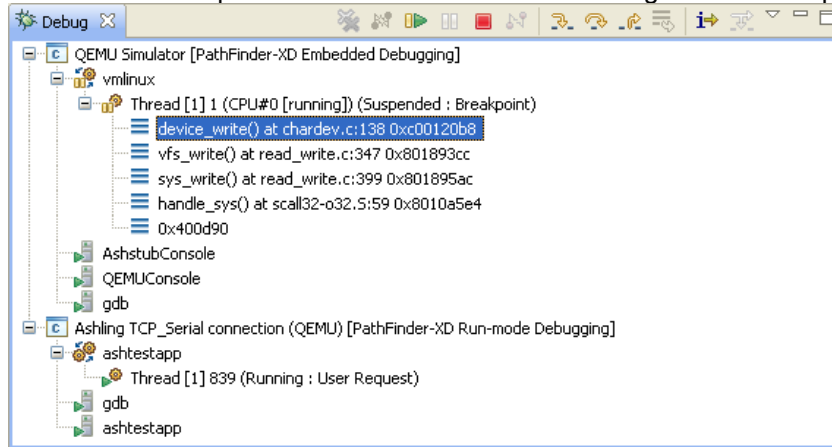 Debug
QEMU Simulator [PathFinder-XD Embedded Debugging]
vmlinux
Thread [1] 1 (CPU#0 [running]) (Suspended : Breakpoint)
device_write() at chardev.c:138 0xc00120b8
vfs_write() at read_write.c:347 0x801893cc
sys_write() at read_write.c:399 0x801895ac
handle_sys() at scall32-o32.S:59 0x8010a5e4
0x400d90
AshstubConsole
QEMUConsole
gdb
Ashling TCP_Serial connection (QEMU) [PathFinder-XD Run-mode Debugging]
ashtestapp
Thread [1] 839 (Running : User Request)
gdb
ashtestapp